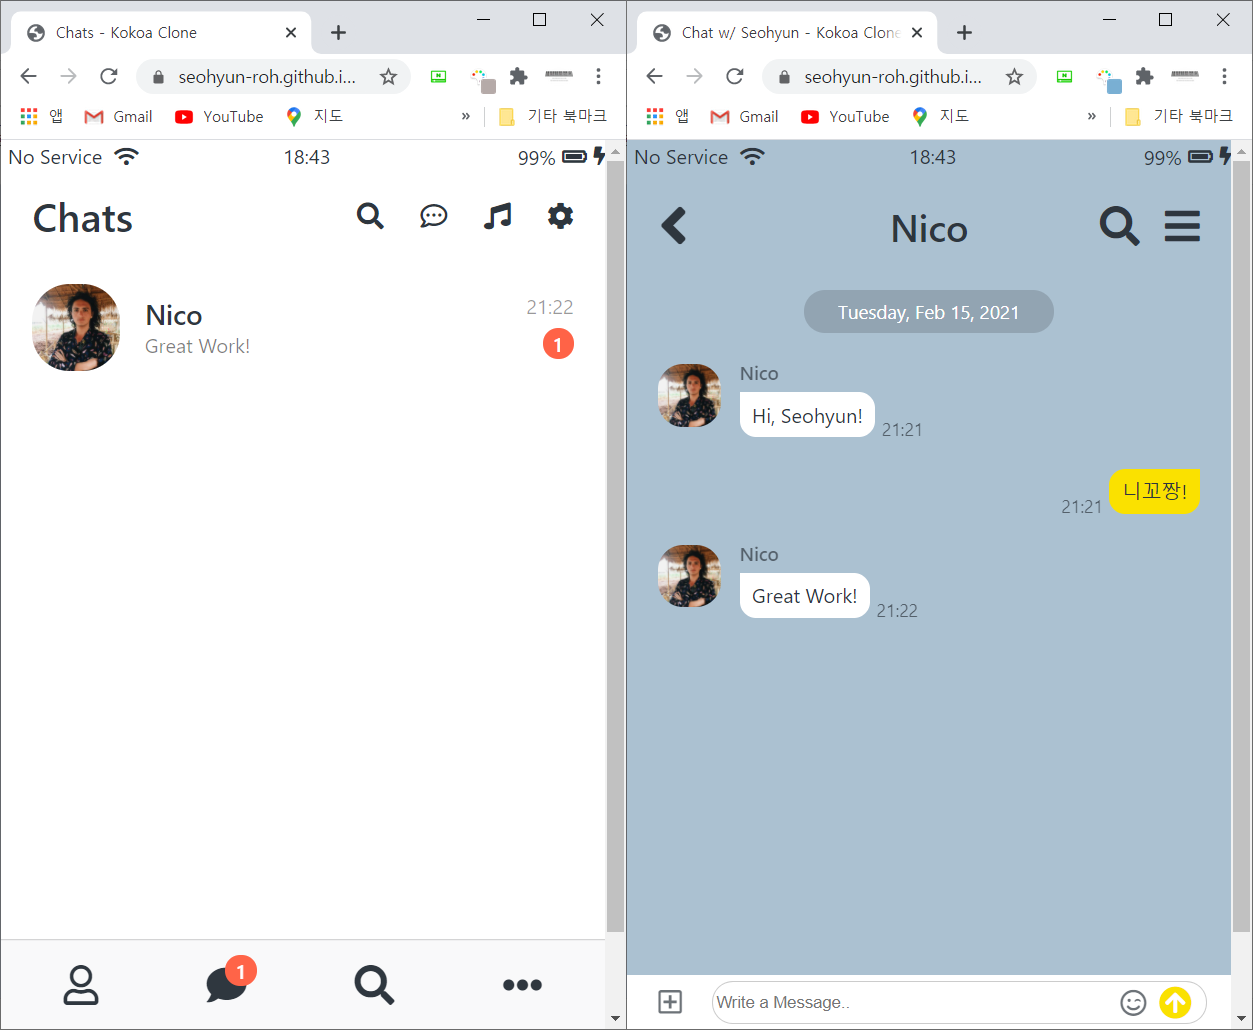 Chats - Kokoa Clone
seohyun-roh.github.i...
앱 Gmail YouTube 지도 » 기타 북마크
No Service 18:43 99%
Chats
Nico
21:22
Great Work!
1
1
Chat w/ Seohyun - Kokoa Clone
seohyun-roh.github.i...
앱 Gmail YouTube 지도 » 기타 북마크
No Service 18:43 99%
Nico
Tuesday, Feb 15, 2021
Nico
Hi, Seohyun! 21:21
21:21 니꼬짱!
Nico
Great Work! 21:22
Write a Message..